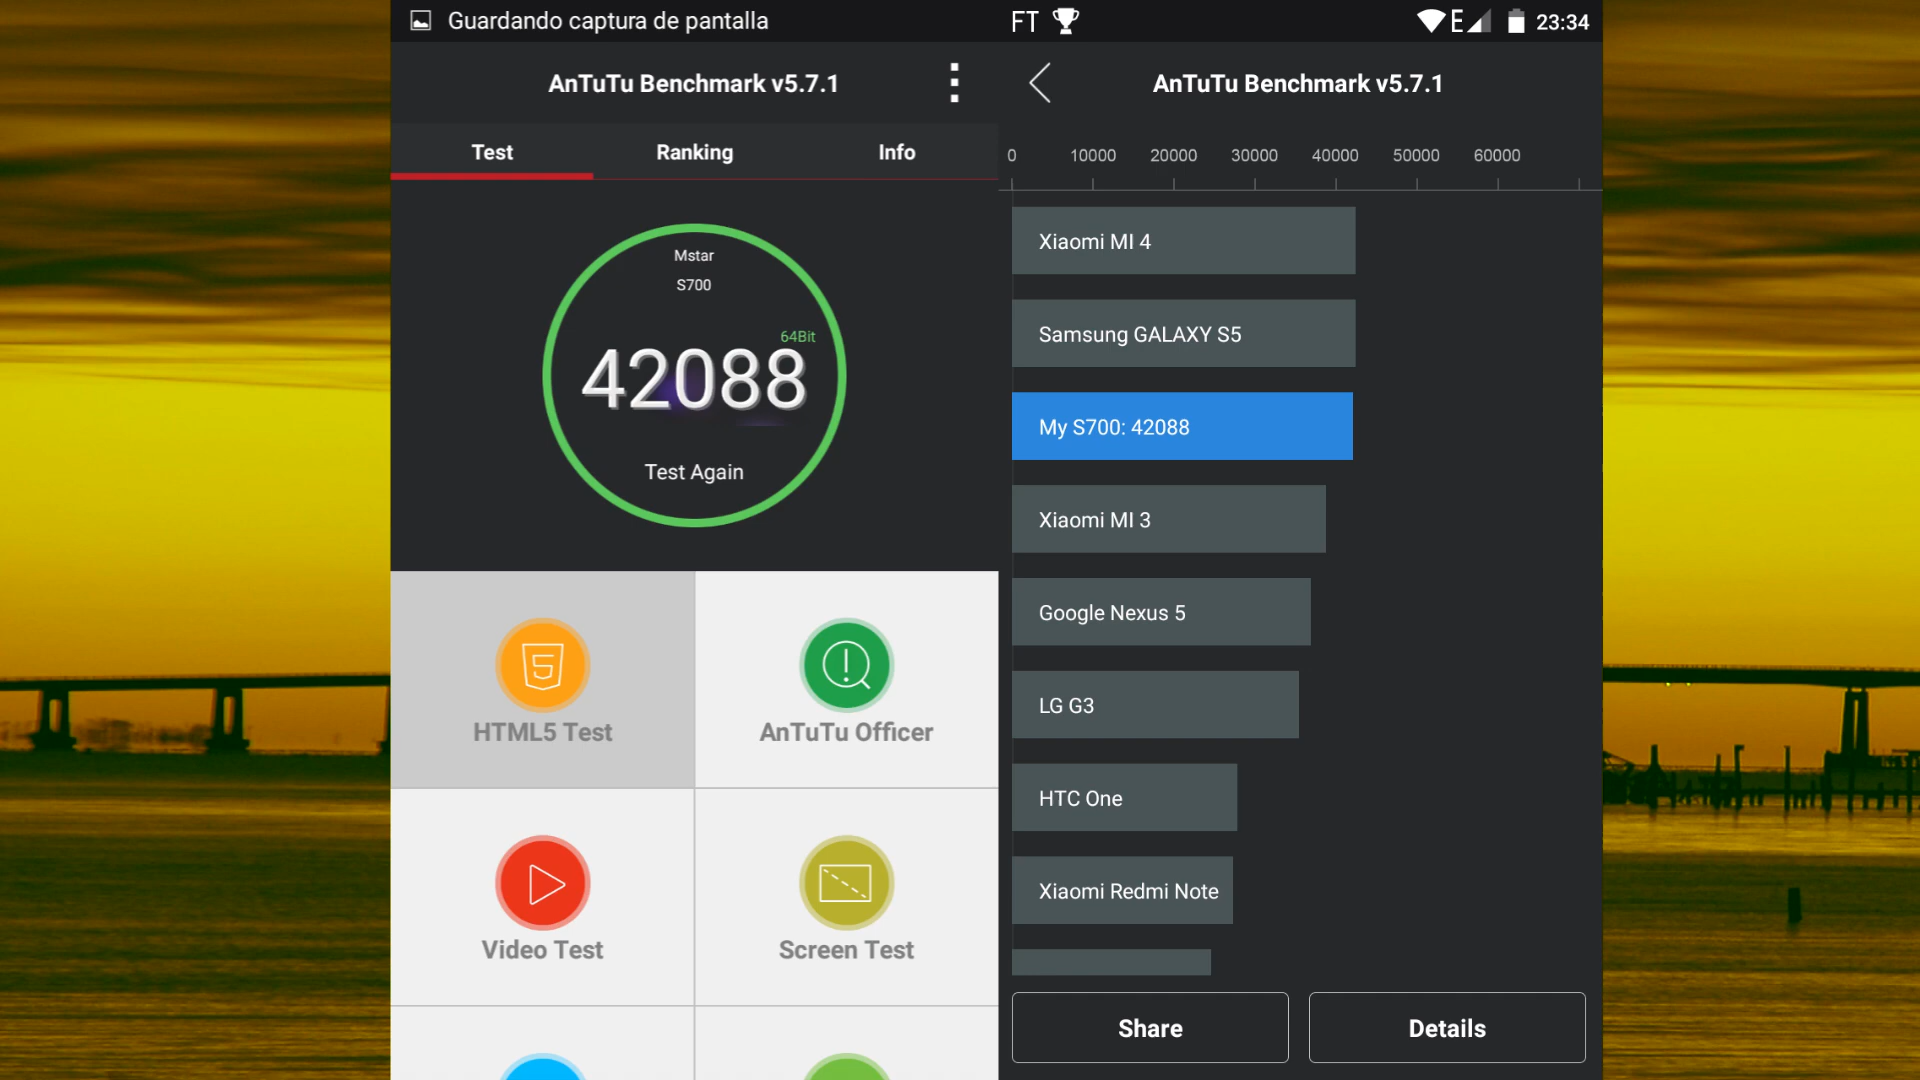 Guardando captura de pantalla
AnTuTu Benchmark v5.7.1
Test
Ranking
Info
Mstar
S700
64Bit
42088
Test Again
HTML5 Test
AnTuTu Officer
Video Test
Screen Test
FT
E
23:34
AnTuTu Benchmark v5.7.1
0 10000 20000 30000 40000 50000 60000
Xiaomi MI 4
Samsung GALAXY S5
My S700: 42088
Xiaomi MI 3
Google Nexus 5
LG G3
HTC One
Xiaomi Redmi Note
Share
Details